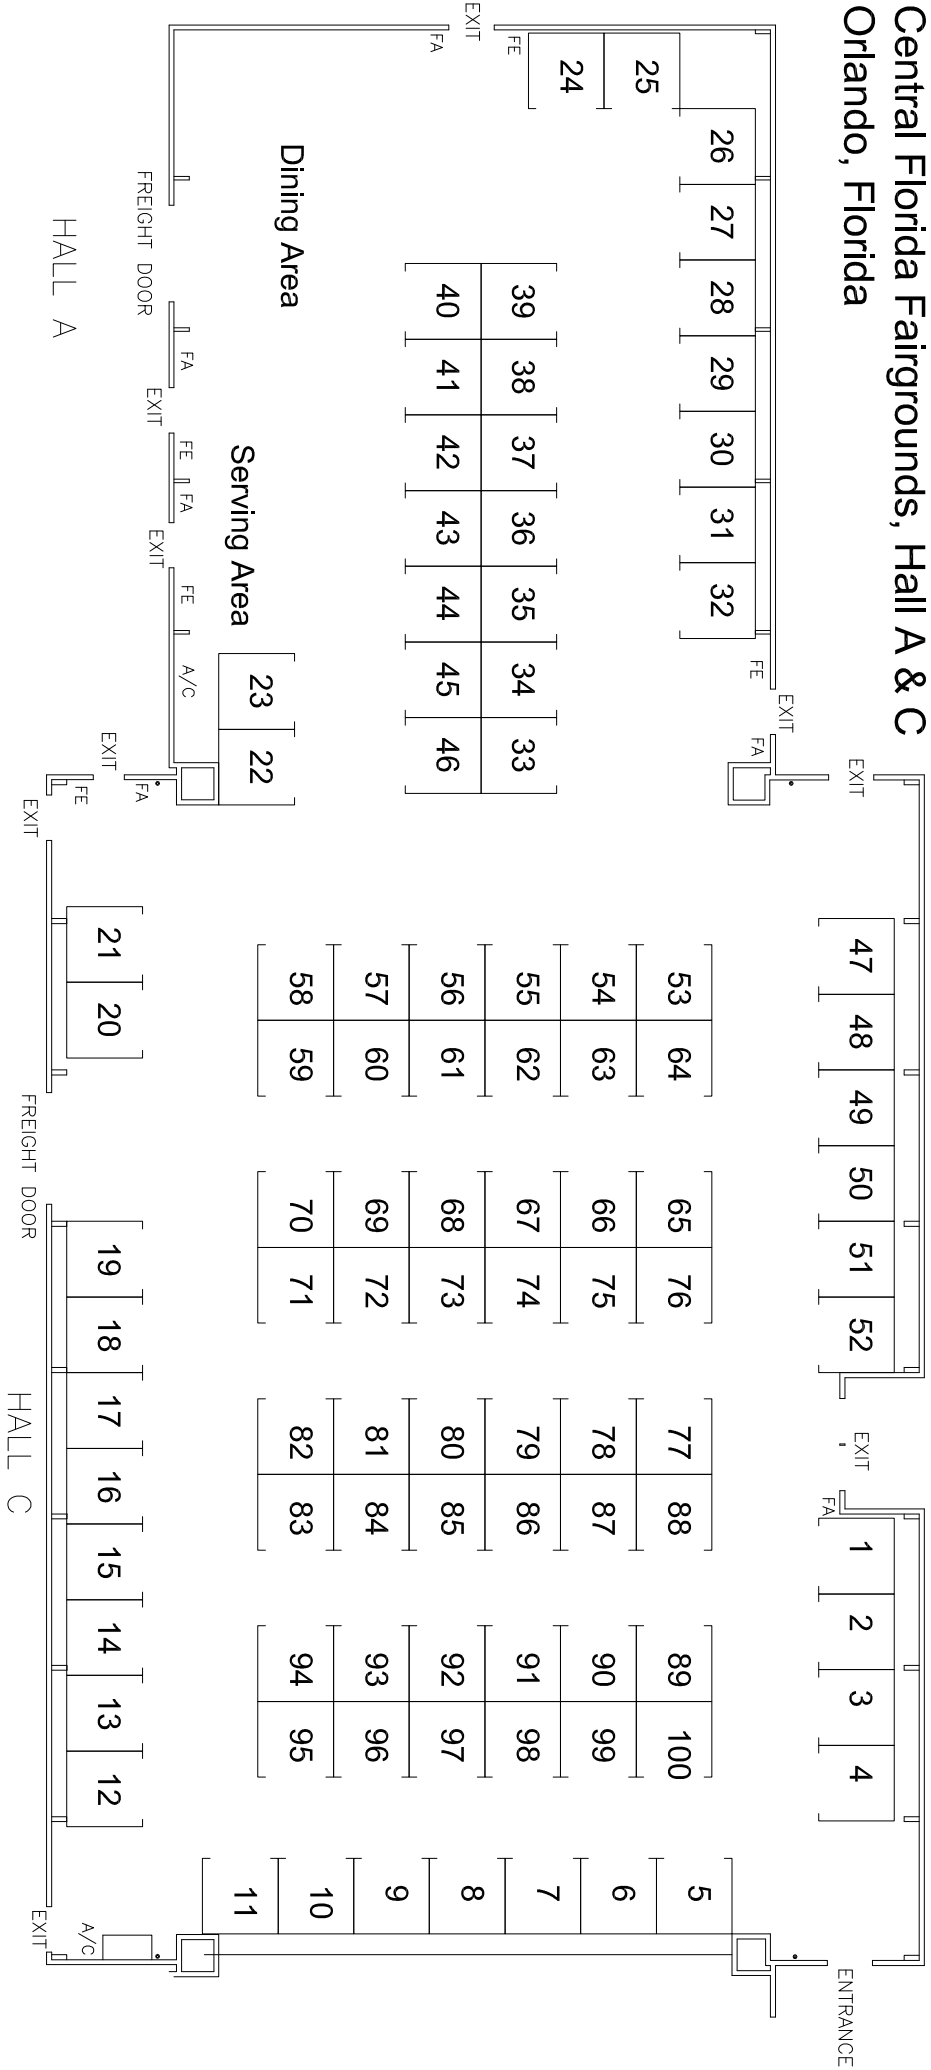 Central Florida Fairgrounds, Hall A & C
Orlando, Florida
EXIT
47 48 49 50 51 52
EXIT
1 2 3 4
ENTRANCE
FA
EXIT
FE
FA
26 27 28 29 30 31 32
25
24
FE
EXIT
FA
39 38 37 36 35 34 33
40 41 42 43 44 45 46
Dining Area
Serving Area
23 22
FA
FE
FA
FE
A/C
EXIT
EXIT
FREIGHT DOOR
HALL A
53 64 65 76 77 88 89 100
54 63 66 75 78 87 90 99
55 62 67 74 79 86 91 98
56 61 68 73 80 85 92 97
57 60 69 72 81 84 93 96
58 59 70 71 82 83 94 95
5
6
7
8
9
10
11
FA
EXIT
FE
21 20 19 18 17 16 15 14 13 12
A/C
EXIT
FREIGHT DOOR
EXIT
HALL C